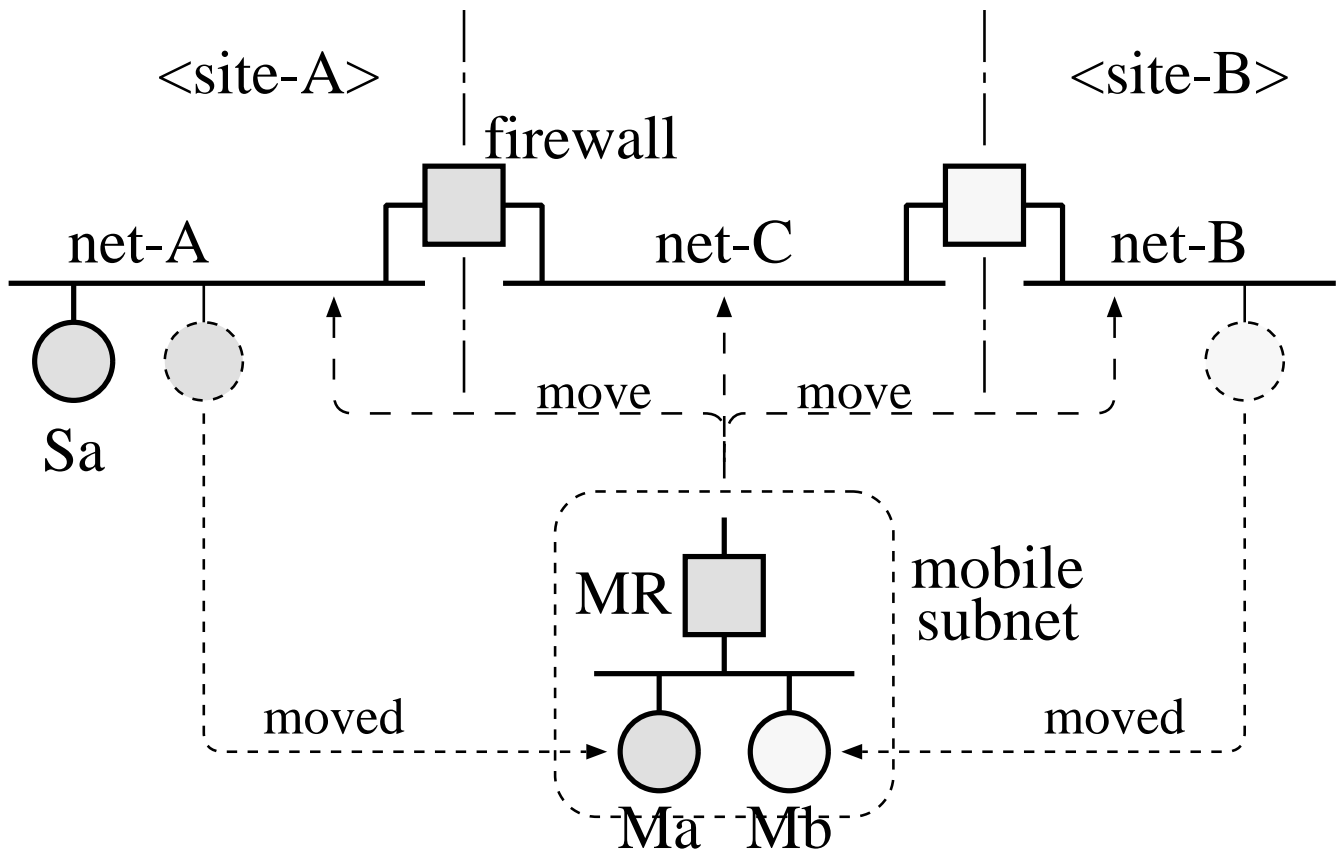 <site-A>
<site-B>
firewall
net-A
net-C
net-B
move
move
Sa
MR
mobile
subnet
moved
moved
Ma
Mb